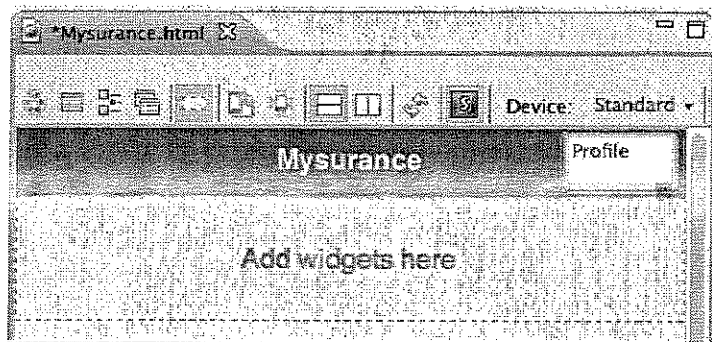 *Mysurance.html
Device: Standard
Mysurance
Profile
Add widgets here